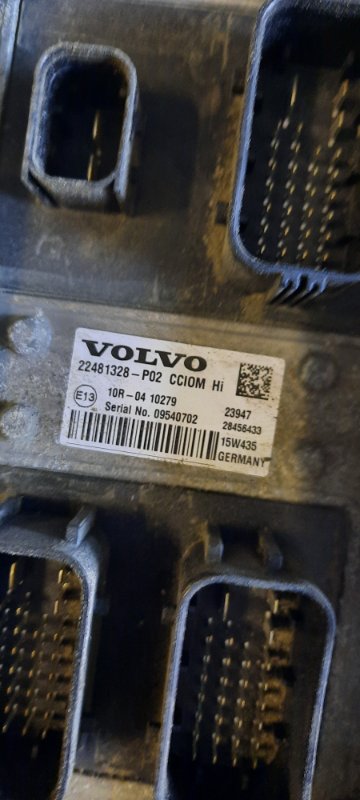 VOLVO
22481328-P02 CCIOM Hi
E13
10R-04 10279
23947
Serial No. 09540702
28456433
15W435
GERMANY